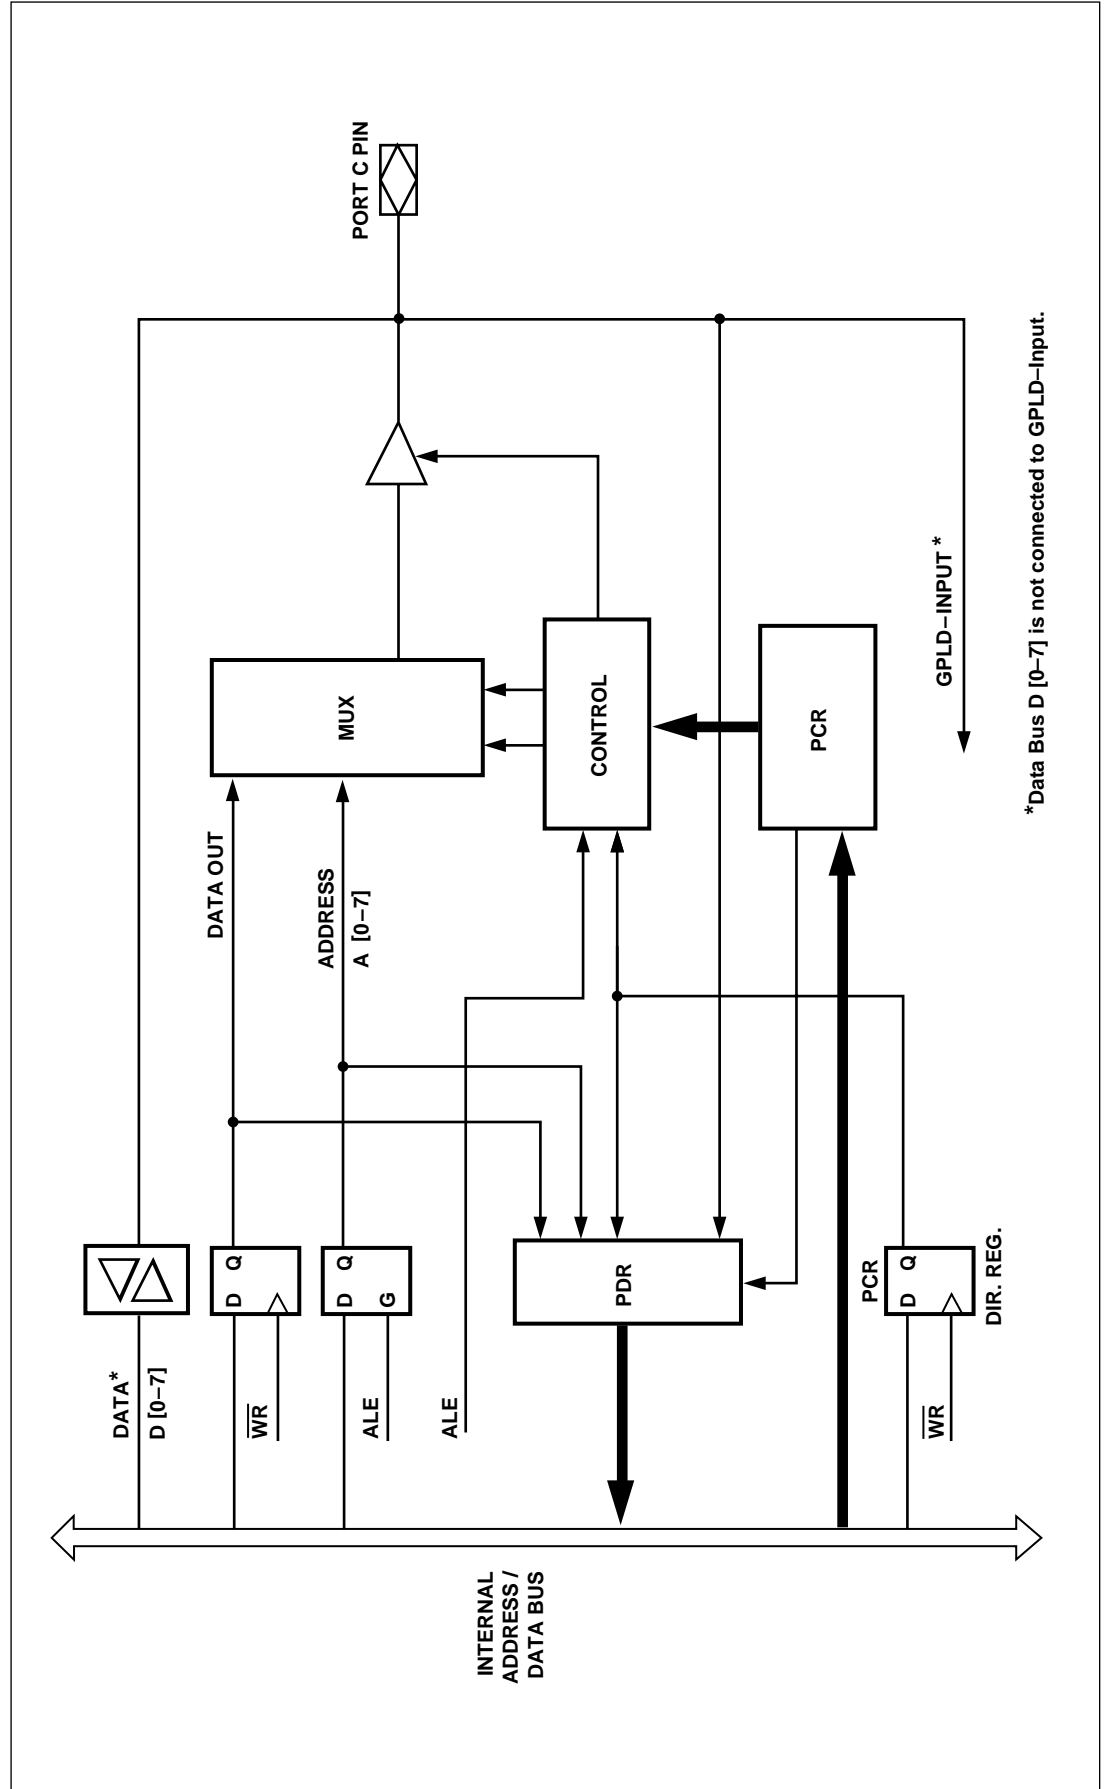 INTERNAL
ADDRESS /
DATA BUS
DATA*
D [0–7]
WR
ALE
ALE
WR
D Q
D Q
G
PDR
PCR
D Q
DIR. REG.
DATA OUT
ADDRESS
A [0–7]
MUX
CONTROL
PCR
GPLD–INPUT *
PORT C PIN
*Data Bus D [0–7] is not connected to GPLD–Input.